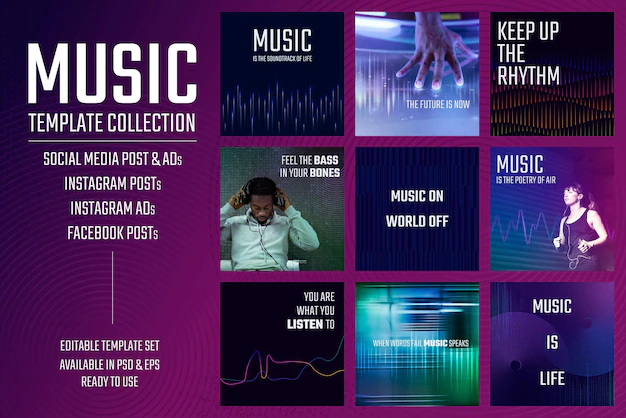 MUSIC
TEMPLATE COLLECTION
SOCIAL MEDIA POST & ADs
INSTAGRAM POSTs
INSTAGRAM ADs
FACEBOOK POSTs
EDITABLE TEMPLATE SET
AVAILABLE IN PSD & EPS
READY TO USE
MUSIC
IS THE SOUNDTRACK OF LIFE
THE FUTURE IS NOW
KEEP UP
THE
RHYTHM
FEEL THE BASS
IN YOUR BONES
MUSIC ON
WORLD OFF
MUSIC
IS THE POETRY OF AIR
YOU ARE
WHAT YOU
LISTEN TO
WHEN WORDS FAIL MUSIC SPEAKS
MUSIC
IS
LIFE